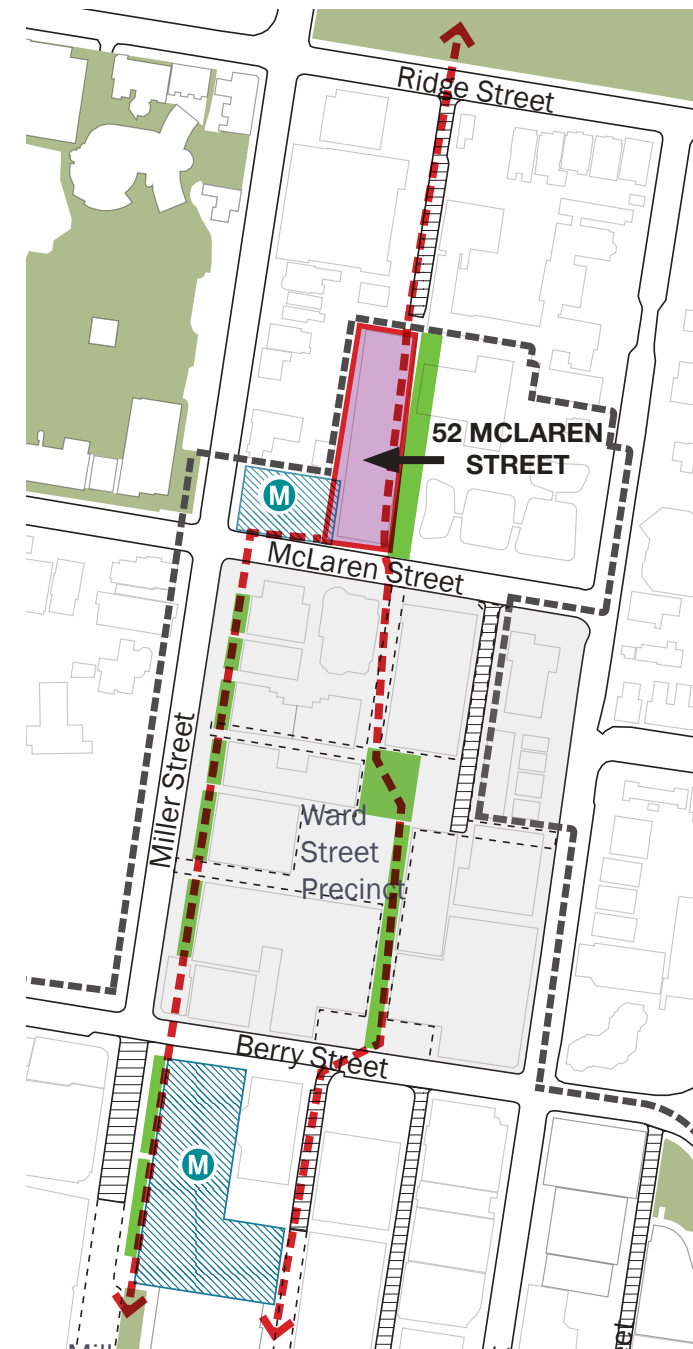 Ridge Street
52 MCLAREN
STREET
M
McLaren Street
Miller Street
Ward
Street
Precinct
Berry Street
M